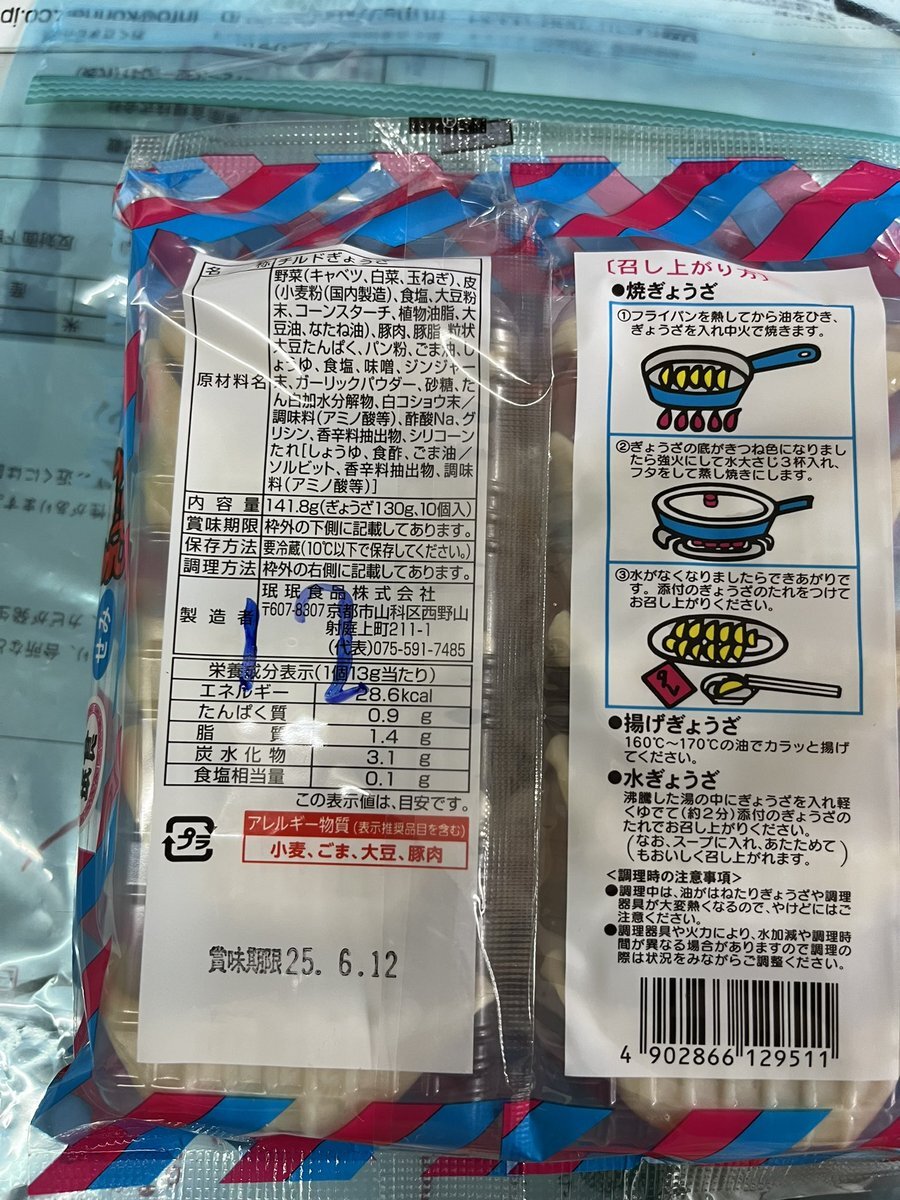 名称 チルドぎょうざ
原材料名
野菜(キャベツ、白菜、玉ねぎ)、皮
(小麦粉(国内製造)、食塩、大豆粉
末、コーンスターチ、植物油脂、大
豆油、なたね油)、豚肉、豚脂、粒状
大豆たんぱく、パン粉、ごま油、し
ょうゆ、食塩、味噌、ジンジャー
末、ガーリックパウダー、砂糖、たん
白加水分解物、白コショウ末/
調味料(アミノ酸等)、酢酸Na、グ
リシン、香辛料抽出物、シリコーン
たれ[しょうゆ、食酢、ごま油/
ソルビット、香辛料抽出物、調味
料(アミノ酸等)]
内容量 141.8g(ぎょうざ130g、10個入)
賞味期限 枠外の下側に記載してあります。
保存方法 要冷蔵(10℃以下で保存してください。)
調理方法 枠外の右側に記載してあります。
製造者
珉珉食品株式会社
〒607-8307 京都市山科区西野山
射庭上町211-1
(代表)075-591-7485
12
栄養成分表示(1個13g当たり)
エネルギー 28.6kcal
たんぱく質 0.9 g
脂質 1.4 g
炭水化物 3.1 g
食塩相当量 0.1 g
この表示値は、目安です。
プラ
アレルギー物質(表示推奨品目を含む)
小麦、ごま、大豆、豚肉
賞味期限25. 6.12
[召し上がり方]
●焼ぎょうざ
①フライパンを熱してから油をひき、
ぎょうざを入れ中火で焼きます。
②ぎょうざの底がきつね色になりまし
たら強火にして水大さじ3杯入れ、
フタをして蒸し焼きにします。
③水がなくなりましたらできあがりで
す。添付のぎょうざのたれをつけて
お召し上がりください。
●揚げぎょうざ
160℃~170℃の油でカラッと揚げ
てください。
●水ぎょうざ
沸騰した湯の中にぎょうざを入れ軽
くゆでて(約2分)添付のぎょうざの
たれでお召し上がりください。
(なお、スープに入れ、あたためて
もおいしく召し上がれます。)
<調理時の注意事項>
●調理中は、油がはねたりぎょうざや調理
器具が大変熱くなるので、やけどにはご
注意ください。
●調理器具や火力により、水加減や調理時
間が異なる場合がありますので調理の
際は状況をみながらご調整ください。
4 902866 129511